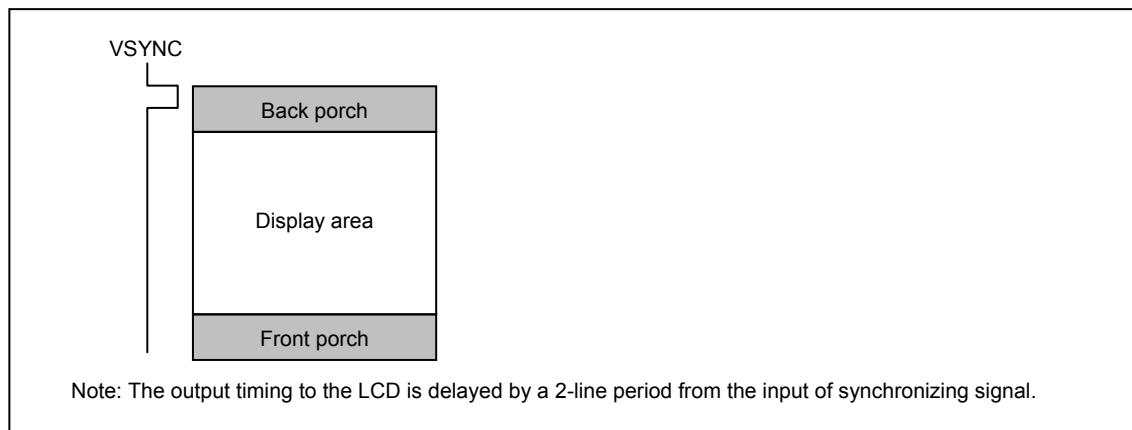 VSYNC
Back porch
Display area
Front porch
Note: The output timing to the LCD is delayed by a 2-line period from the input of synchronizing signal.